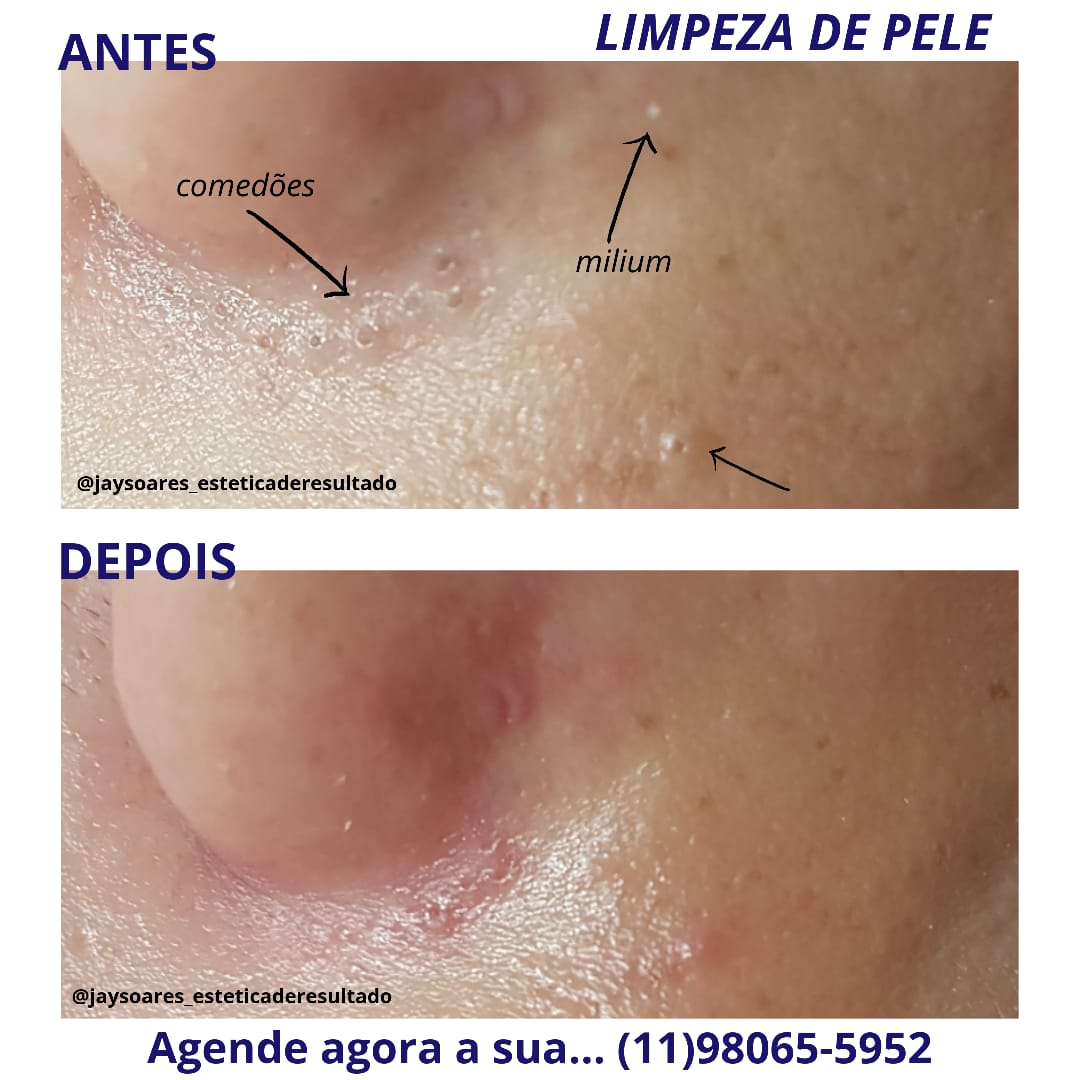 ANTES
LIMPEZA DE PELE
comedões
milium
@jaysoares_esteticaderesultado
DEPOIS
@jaysoares_esteticaderesultado
Agende agora a sua... (11)98065-5952